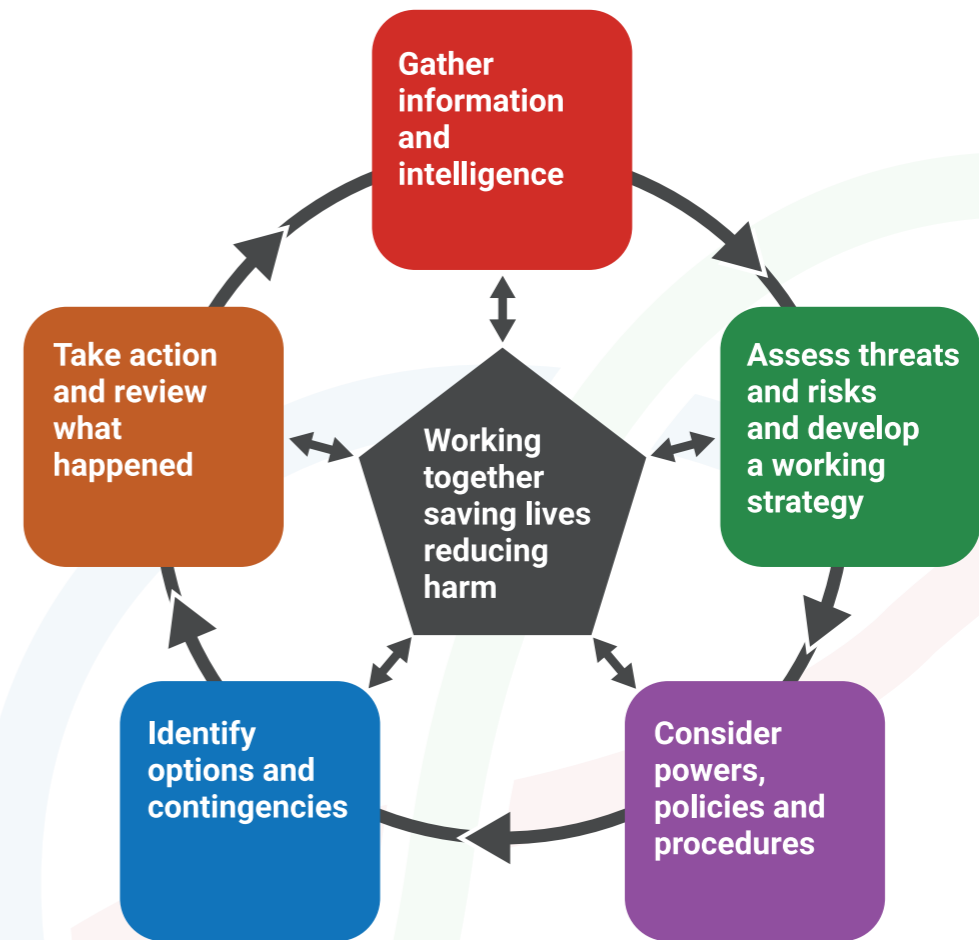 Gather
information
and
intelligence
Assess threats
and risks
and develop
a working
strategy
Consider
powers,
policies and
procedures
Identify
options and
contingencies
Take action
and review
what
happened
Working
together
saving lives
reducing
harm